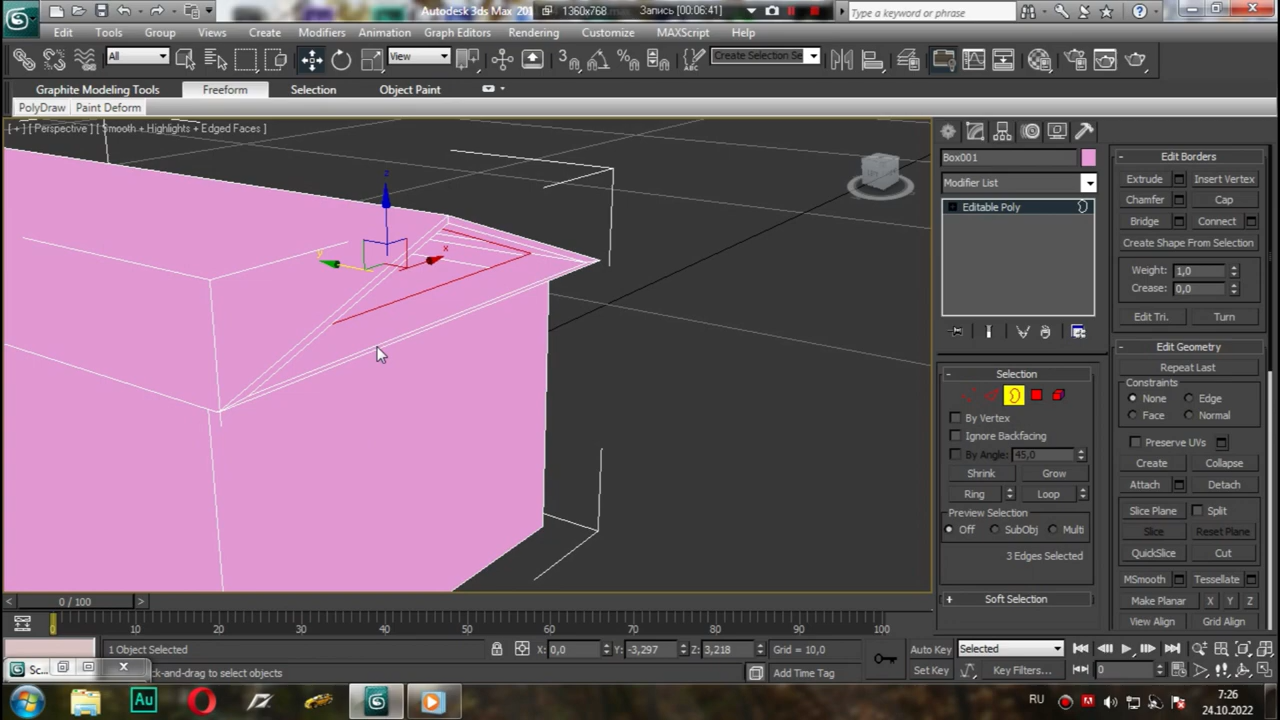 Autodesk 3ds Max 201
1360x768.max
Запись [00:06:41]
Type a keyword or phrase
Edit
Tools
Group
Views
Create
Modifiers
Animation
Graph Editors
Rendering
Customize
MAXScript
Help
All
View
Create Selection Se
Graphite Modeling Tools
Freeform
Selection
Object Paint
PolyDraw
Paint Deform
[ + ] [ Perspective ] [ Smooth + Highlights + Edged Faces ]
z
y
x
Box001
Modifier List
Editable Poly
Selection
By Vertex
Ignore Backfacing
By Angle:
45,0
Shrink
Grow
Ring
Loop
Preview Selection
Off
SubObj
Multi
3 Edges Selected
Soft Selection
Edit Borders
Extrude
Insert Vertex
Chamfer
Cap
Bridge
Connect
Create Shape From Selection
Weight:
1,0
Crease:
0,0
Edit Tri.
Turn
Edit Geometry
Repeat Last
Constraints
None
Edge
Face
Normal
Preserve UVs
Create
Collapse
Attach
Detach
Slice Plane
Split
Slice
Reset Plane
QuickSlice
Cut
MSmooth
Tessellate
Make Planar
X
Y
Z
View Align
Grid Align
0 / 100
0
10
20
30
40
50
60
70
80
90
100
1 Object Selected
X:
0,0
Y:
-3,297
Z:
3,218
Grid = 10,0
Auto Key
Selected
Sc...
ck-and-drag to select objects
Add Time Tag
Set Key
Key Filters...
0
Au
RU
7:26
24.10.2022